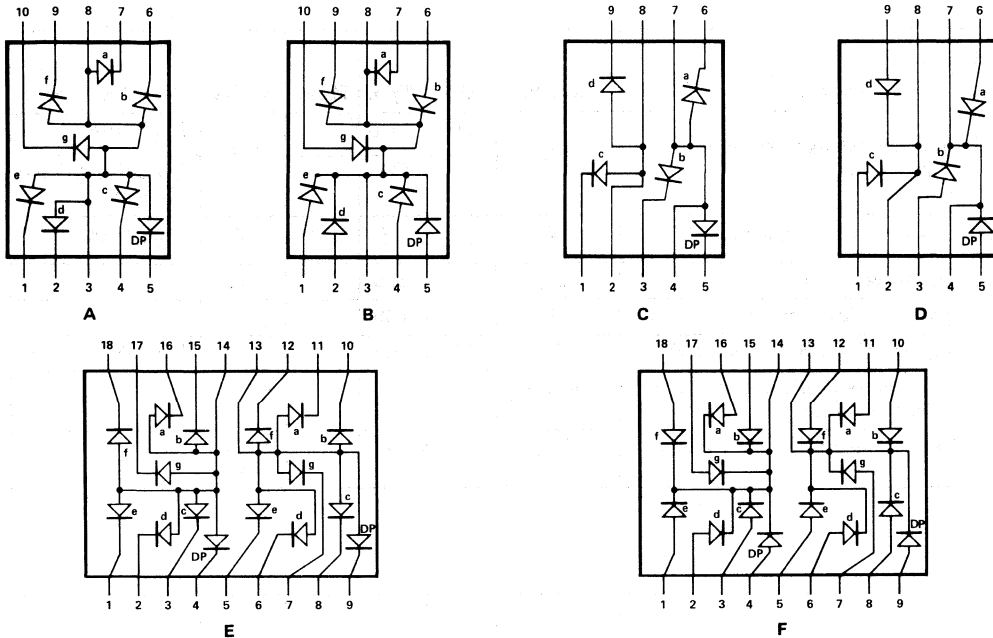 10 9 8 7 6
a
f
b
g
e
c
d
DP
1 2 3 4 5
A
10 9 8 7 6
a
f
b
g
e
c
d
DP
1 2 3 4 5
B
9 8 7 6
d
a
c
b
DP
1 2 3 4 5
C
9 8 7 6
d
a
b
c
DP
1 2 3 4 5
D
18 17 16 15 14 13 12 11 10
a a
f b f b
g g
e c e c
d d
DP DP
1 2 3 4 5 6 7 8 9
E
18 17 16 15 14 13 12 11 10
a a
f b f b
g g
e c e c
d d
DP DP
1 2 3 4 5 6 7 8 9
F